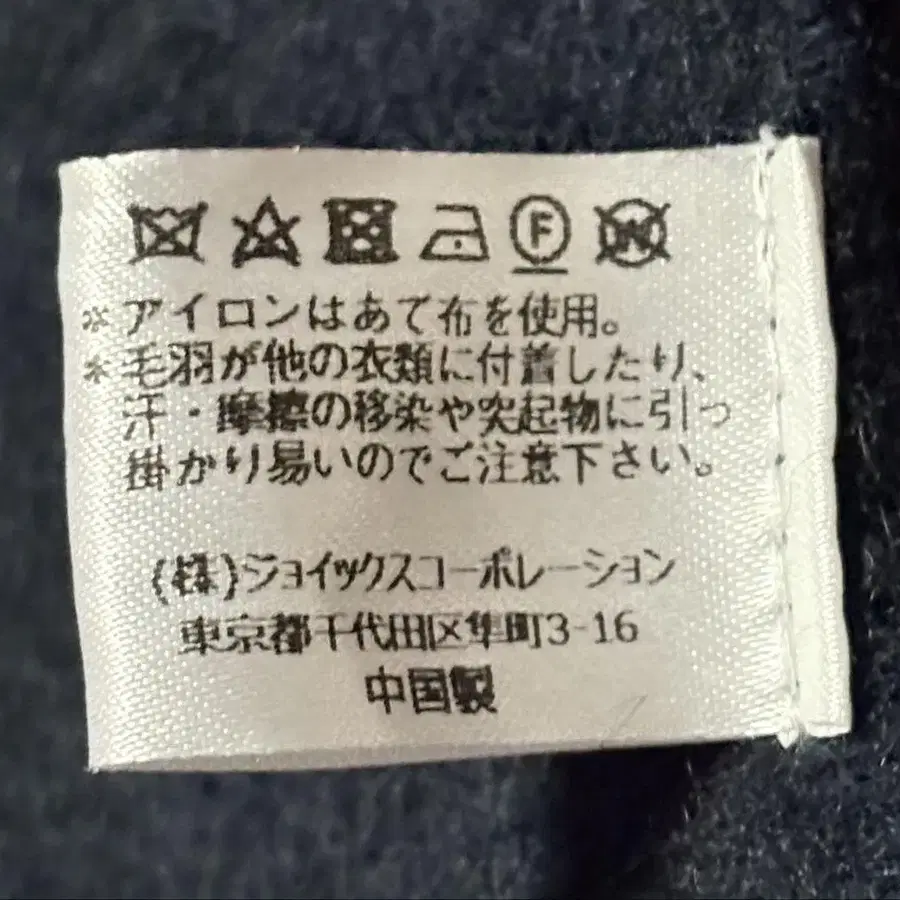 F W
※アイロンはあて布を使用。
※毛羽が他の衣類に付着したり、
汗・摩擦の移染や突起物に引っ
掛かり易いのでご注意下さい。
(株)ジョイックスコーポレーション
東京都千代田区隼町3-16
中国製